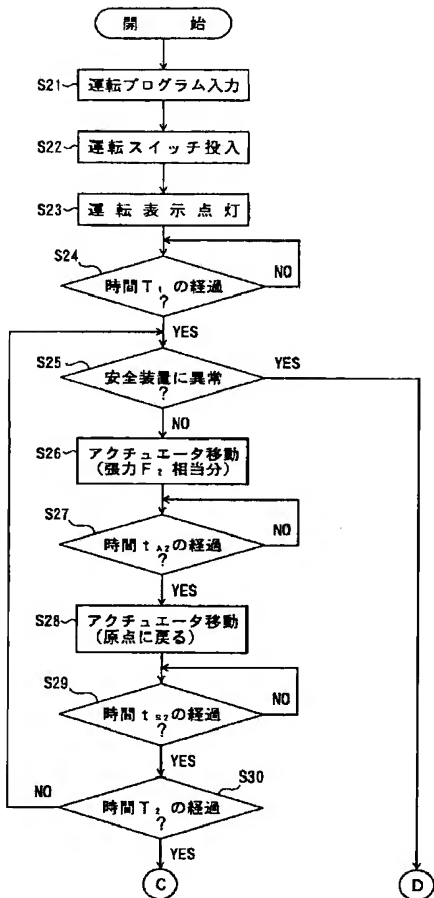 開 始
S21
運転プログラム入力
S22
運転スイッチ投入
S23
運転表示点灯
S24
NO
時間T₁の経過
?
YES
S25
YES
安全装置に異常
?
NO
S26
アクチュエータ移動
(張力F₂相当分)
S27
NO
時間tA2の経過
?
YES
S28
アクチュエータ移動
(原点に戻る)
S29
NO
時間tS2の経過
?
YES
S30
NO
時間T₂の経過
?
YES
C
D